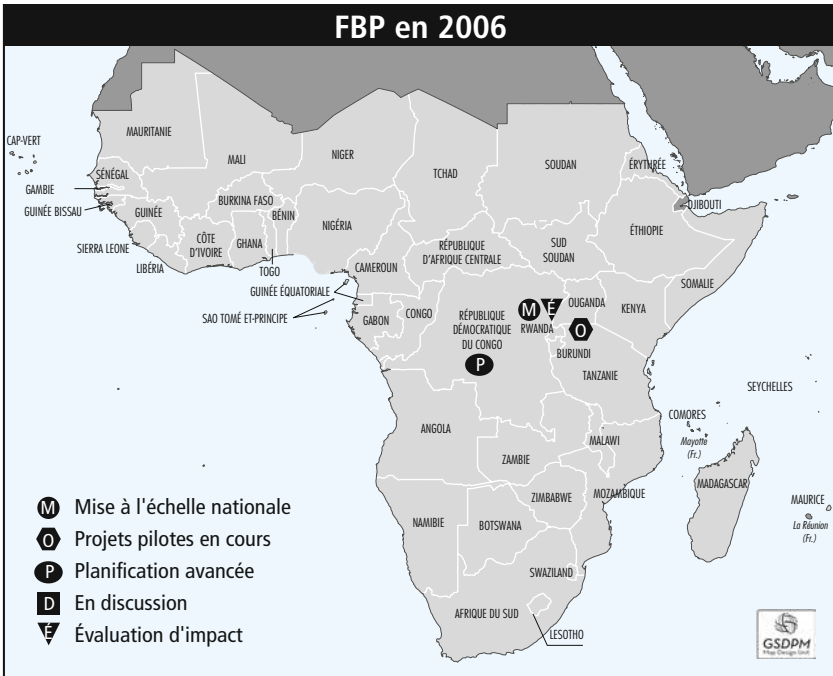 FBP en 2006
CAP-VERT
MAURITANIE
MALI
NIGER
TCHAD
SOUDAN
ÉRYTHRÉE
DJIBOUTI
SÉNÉGAL
GAMBIE
GUINÉE BISSAU
GUINÉE
SIERRA LEONE
LIBÉRIA
CÔTE
D'IVOIRE
BURKINA FASO
GHANA
TOGO
BÉNIN
NIGÉRIA
CAMEROUN
RÉPUBLIQUE
D'AFRIQUE CENTRALE
SUD
SOUDAN
ÉTHIOPIE
SOMALIE
GUINÉE ÉQUATORIALE
SAO TOMÉ ET-PRINCIPE
GABON
CONGO
RÉPUBLIQUE
DÉMOCRATIQUE
DU CONGO
P
M
É
RWANDA
OUGANDA
O
KENYA
BURUNDI
TANZANIE
SEYCHELLES
COMORES
Mayotte
(Fr.)
ANGOLA
ZAMBIE
MALAWI
MOZAMBIQUE
MADAGASCAR
MAURICE
La Réunion
(Fr.)
ZIMBABWE
NAMIBIE
BOTSWANA
SWAZILAND
AFRIQUE DU SUD
LESOTHO
M Mise à l'échelle nationale
O Projets pilotes en cours
P Planification avancée
D En discussion
É Évaluation d'impact
GSDPM
Map Design Unit